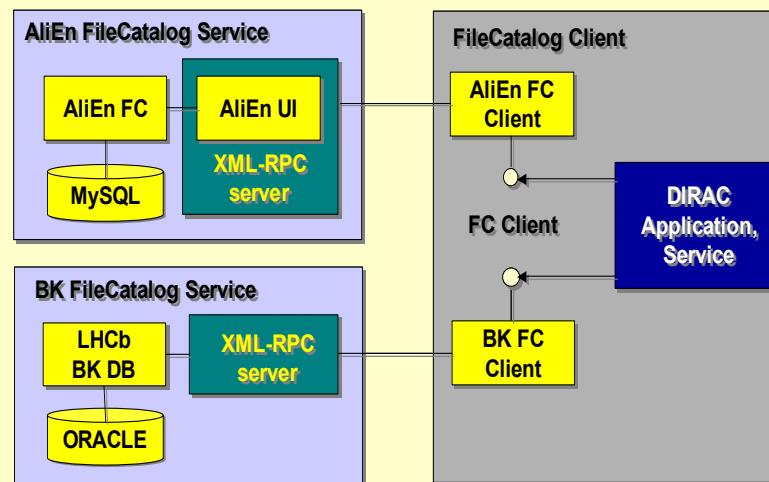 AliEn FileCatalog Service
AliEn FC
AliEn UI
XML-RPC
server
MySQL
BK FileCatalog Service
LHCb
BK DB
XML-RPC
server
ORACLE
FileCatalog Client
AliEn FC
Client
FC Client
DIRAC
Application,
Service
BK FC
Client